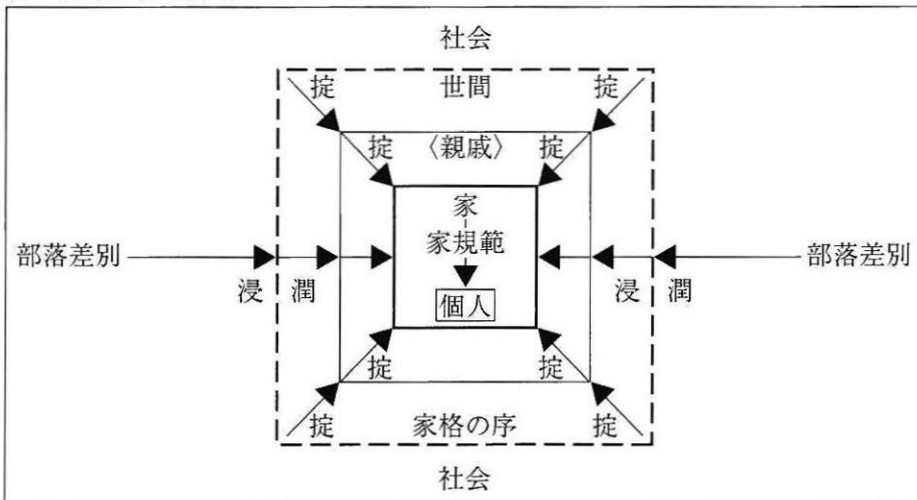 社会
掟 世間 掟
掟 〈親戚〉 掟
家
部落差別 家規範 部落差別
浸 潤 個人 浸 潤
掟 掟
掟 家格の序 掟
社会